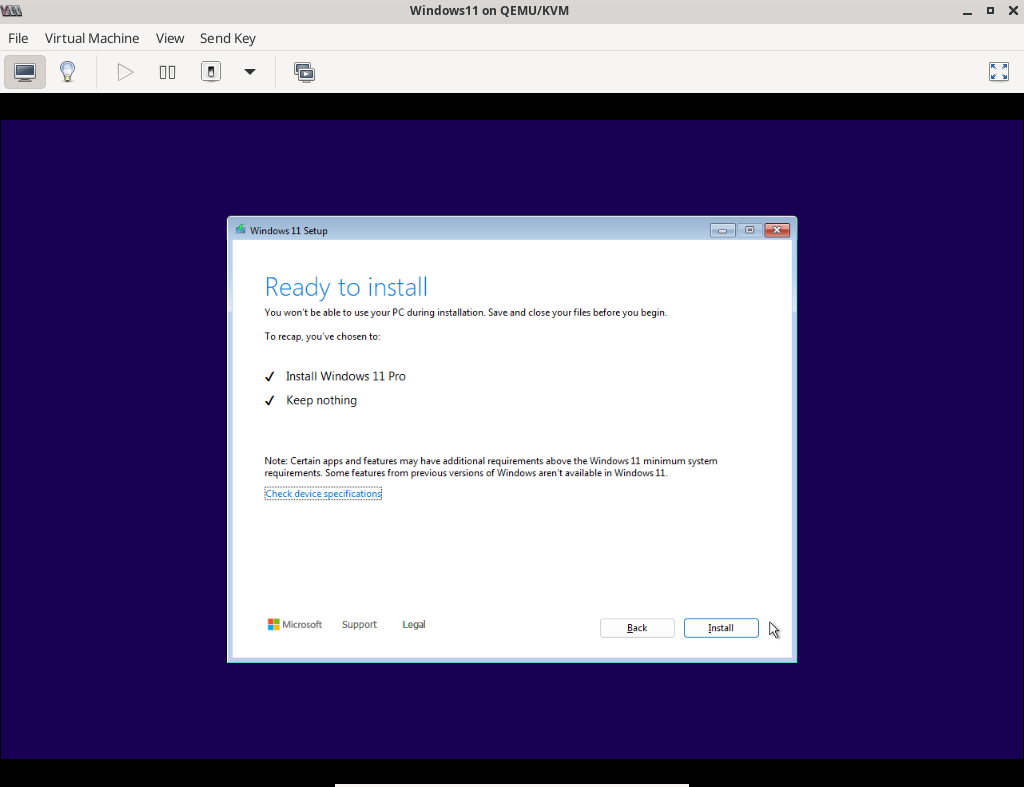 Windows11 on QEMU/KVM
File Virtual Machine View Send Key
Windows 11 Setup
Ready to install
You won't be able to use your PC during installation. Save and close your files before you begin.
To recap, you've chosen to:
Install Windows 11 Pro
Keep nothing
Note: Certain apps and features may have additional requirements above the Windows 11 minimum system
requirements. Some features from previous versions of Windows aren't available in Windows 11.
Check device specifications
Microsoft Support Legal
Back Install